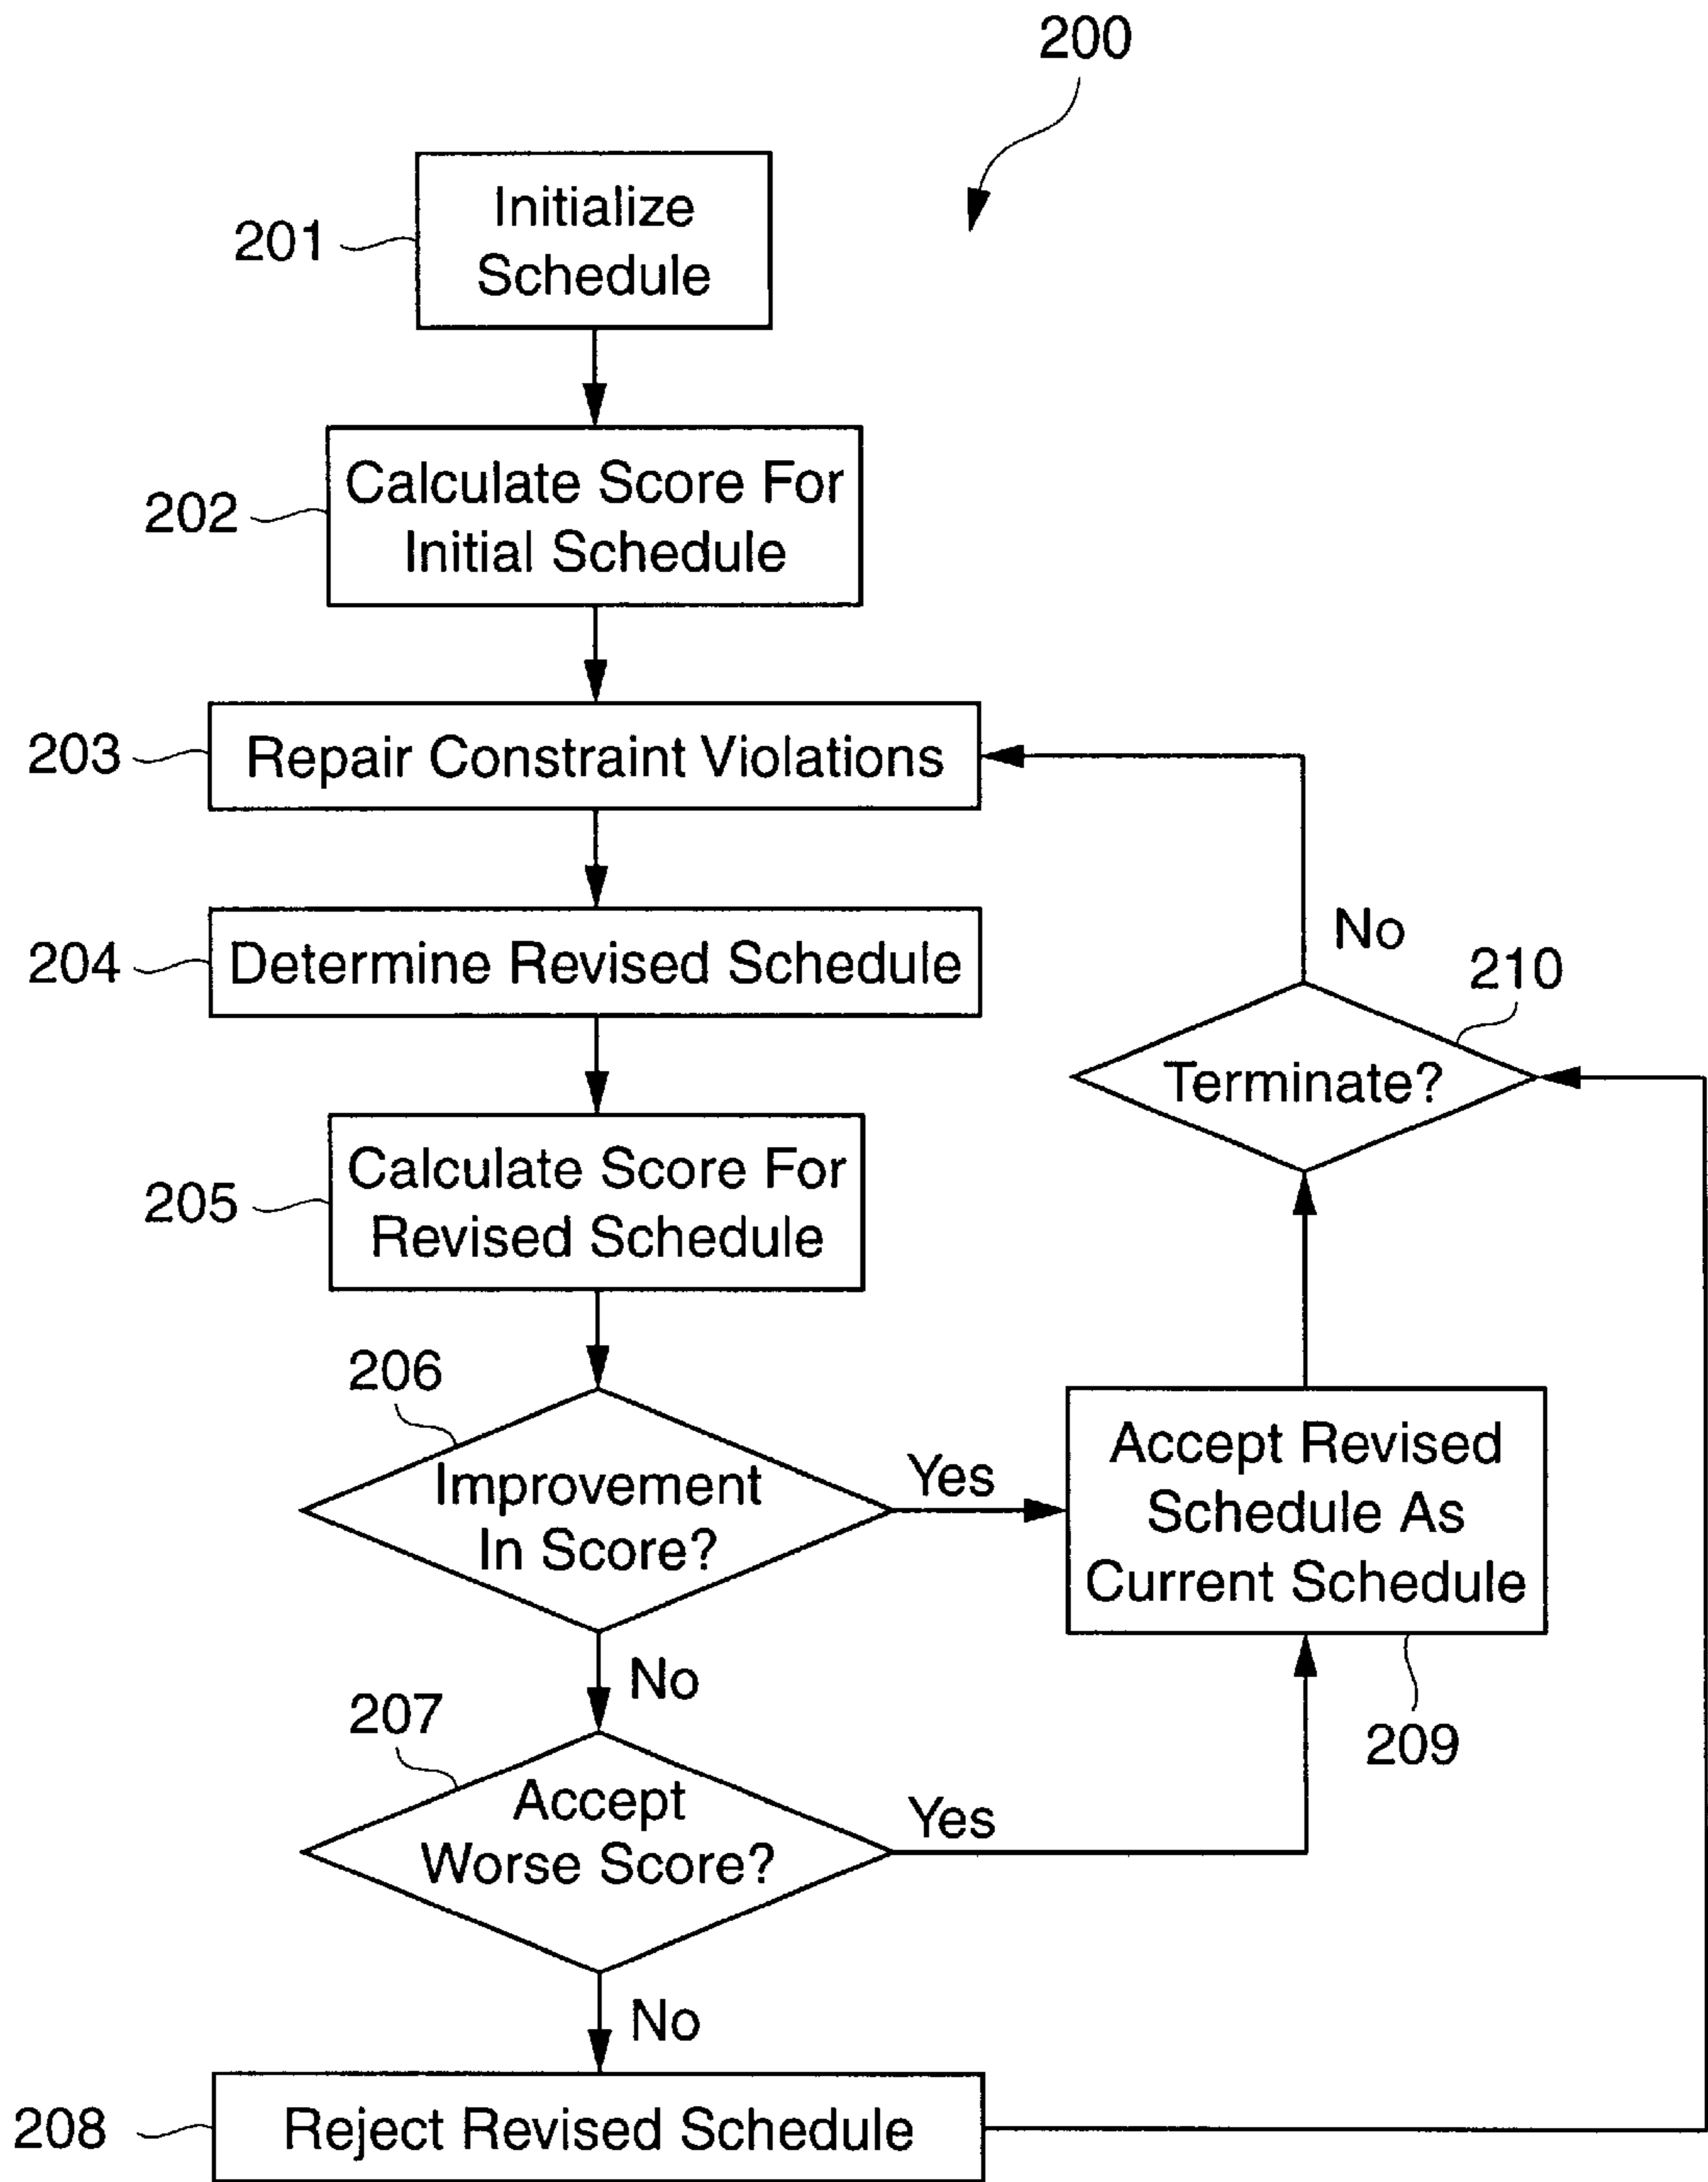 200
201
Initialize
Schedule
202
Calculate Score For
Initial Schedule
203
Repair Constraint Violations
204
Determine Revised Schedule
No
210
Terminate?
205
Calculate Score For
Revised Schedule
206
Improvement
In Score?
Yes
Accept Revised
Schedule As
Current Schedule
209
No
207
Accept
Worse Score?
Yes
No
208
Reject Revised Schedule